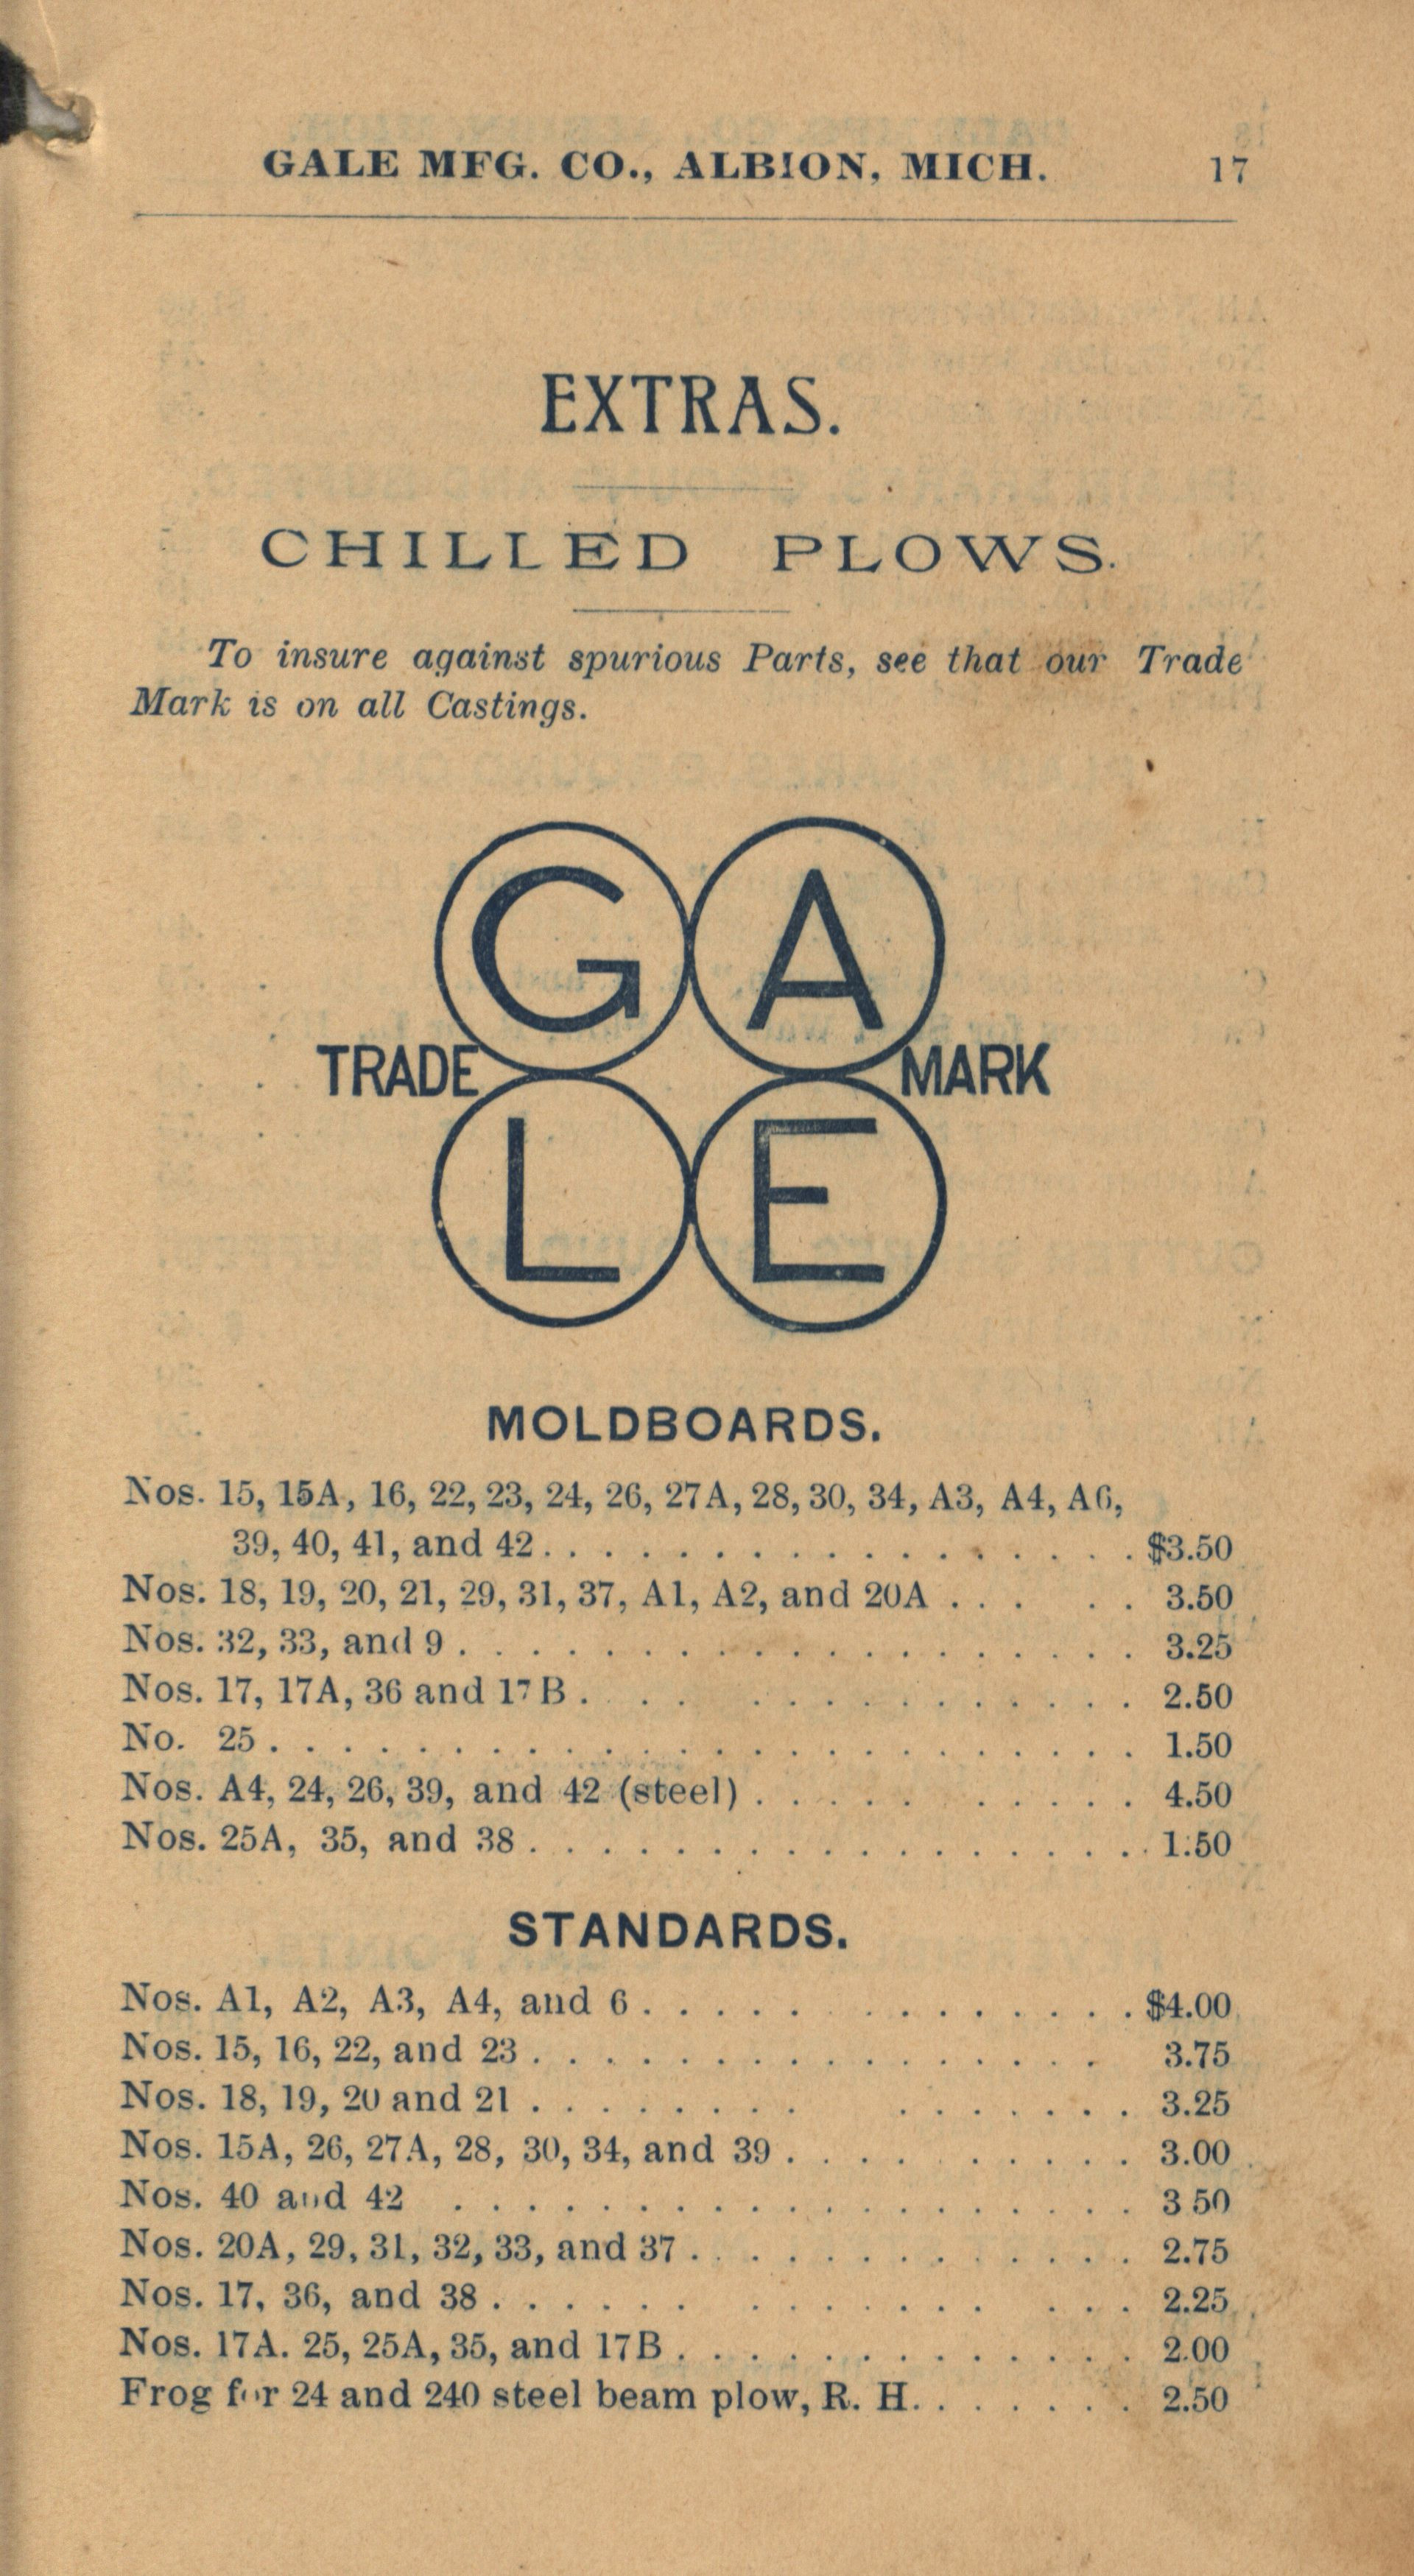 GALE MFG. CO., ALBION, MICH. 17
EXTRAS.
CHILLED PLOWS.
To insure against spurious Parts, see that our Trade
Mark is on all Castings.
G A
TRADE MARK
L E
MOLDBOARDS.
Nos. 15, 15A, 16, 22, 23, 24, 26, 27A, 28, 30, 34, A3, A4, A6,
39, 40, 41, and 42. . . . . . . . . . . . . . . . . $3.50
Nos. 18, 19, 20, 21, 29, 31, 37, A1, A2, and 20A . . . . . 3.50
Nos. 32, 33, and 9 . . . . . . . . . . . . . . . . . . . 3.25
Nos. 17, 17A, 36 and 17B . . . . . . . . . . . . . . 2.50
No. 25 . . . . . . . . . . . . . . . . . . . . . . . . 1.50
Nos. A4, 24, 26, 39, and 42 (steel) . . . . . . . . . . 4.50
Nos. 25A, 35, and 38 . . . . . . . . . . . . . . . . . 1.50
STANDARDS.
Nos. A1, A2, A3, A4, and 6 . . . . . . . . . . . . . $4.00
Nos. 15, 16, 22, and 23 . . . . . . . . . . . . . . . . 3.75
Nos. 18, 19, 20 and 21 . . . . . . . . . . . . . . . 3.25
Nos. 15A, 26, 27A, 28, 30, 34, and 39 . . . . . . . . . . 3.00
Nos. 40 and 42 . . . . . . . . . . . . . . . . . . . 3 50
Nos. 20A, 29, 31, 32, 33, and 37 . . . . . . . . . . . . . 2.75
Nos. 17, 36, and 38 . . . . . . . . . . . . . . . . 2.25
Nos. 17A. 25, 25A, 35, and 17B . . . . . . . . . . . . . 2.00
Frog for 24 and 240 steel beam plow, R. H. . . . . . . 2.50